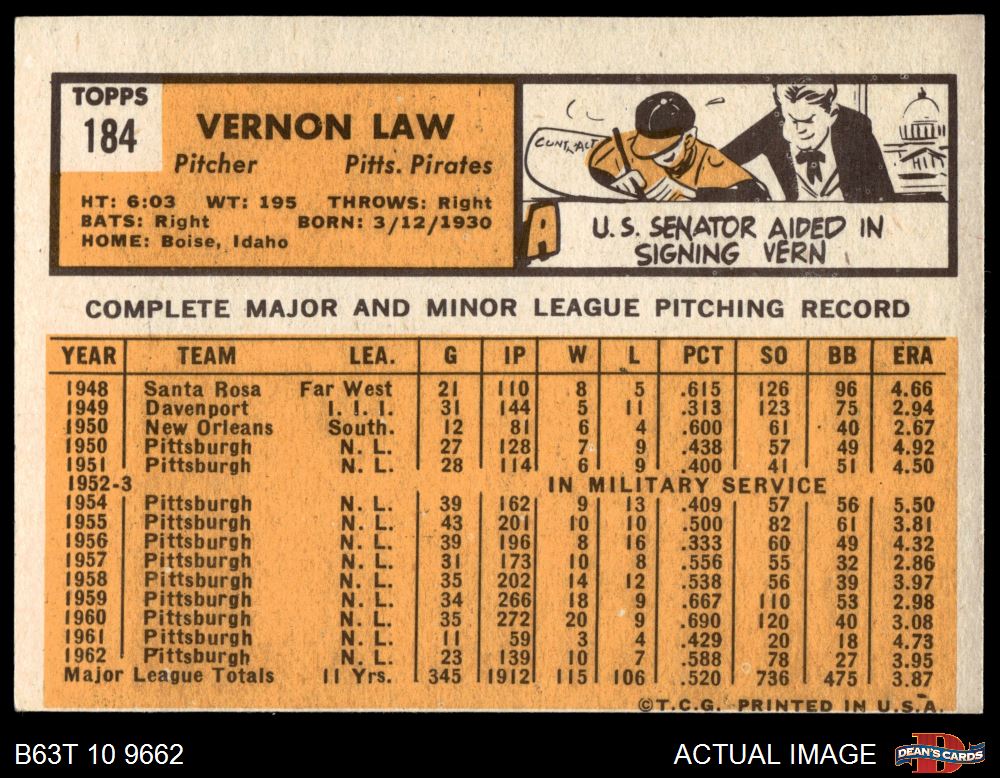 TOPPS
184
VERNON LAW
Pitcher Pitts. Pirates
HT: 6:03 WT: 195 THROWS: Right
BATS: Right BORN: 3/12/1930
HOME: Boise, Idaho
CONTRACT
A
U.S. SENATOR AIDED IN
SIGNING VERN
COMPLETE MAJOR AND MINOR LEAGUE PITCHING RECORD
YEAR TEAM LEA. G IP W L PCT SO BB ERA
1948 Santa Rosa Far West 21 110 8 5 .615 126 96 4.66
1949 Davenport I. I. I. 31 144 5 11 .313 123 75 2.94
1950 New Orleans South. 12 81 6 4 .600 61 40 2.67
1950 Pittsburgh N. L. 27 128 7 9 .438 57 49 4.92
1951 Pittsburgh N. L. 28 114 6 9 .400 41 51 4.50
1952-3 IN MILITARY SERVICE
1954 Pittsburgh N. L. 39 162 9 13 .409 57 56 5.50
1955 Pittsburgh N. L. 43 201 10 10 .500 82 61 3.81
1956 Pittsburgh N. L. 39 196 8 16 .333 60 49 4.32
1957 Pittsburgh N. L. 31 173 10 8 .556 55 32 2.86
1958 Pittsburgh N. L. 35 202 14 12 .538 56 39 3.97
1959 Pittsburgh N. L. 34 266 18 9 .667 110 53 2.98
1960 Pittsburgh N. L. 35 272 20 9 .690 120 40 3.08
1961 Pittsburgh N. L. 11 59 3 4 .429 20 18 4.73
1962 Pittsburgh N. L. 23 139 10 7 .588 78 27 3.95
Major League Totals 11 Yrs. 345 1912 115 106 .520 736 475 3.87
©T.C.G. PRINTED IN U.S.A.
B63T 10 9662 ACTUAL IMAGE
D
DEAN'S CARDS